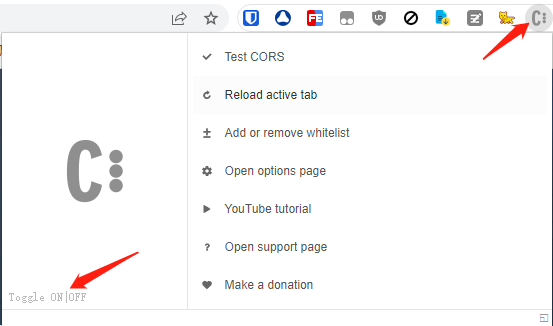 Test CORS
Reload active tab
Add or remove whitelist
Open options page
YouTube tutorial
Open support page
Make a donation
Toggle ON|OFF